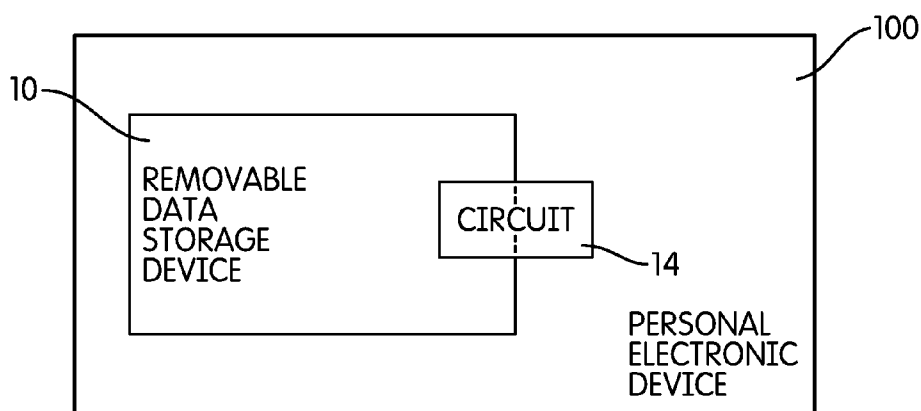 100
10
REMOVABLE
DATA
STORAGE
DEVICE
CIRCUIT
14
PERSONAL
ELECTRONIC
DEVICE